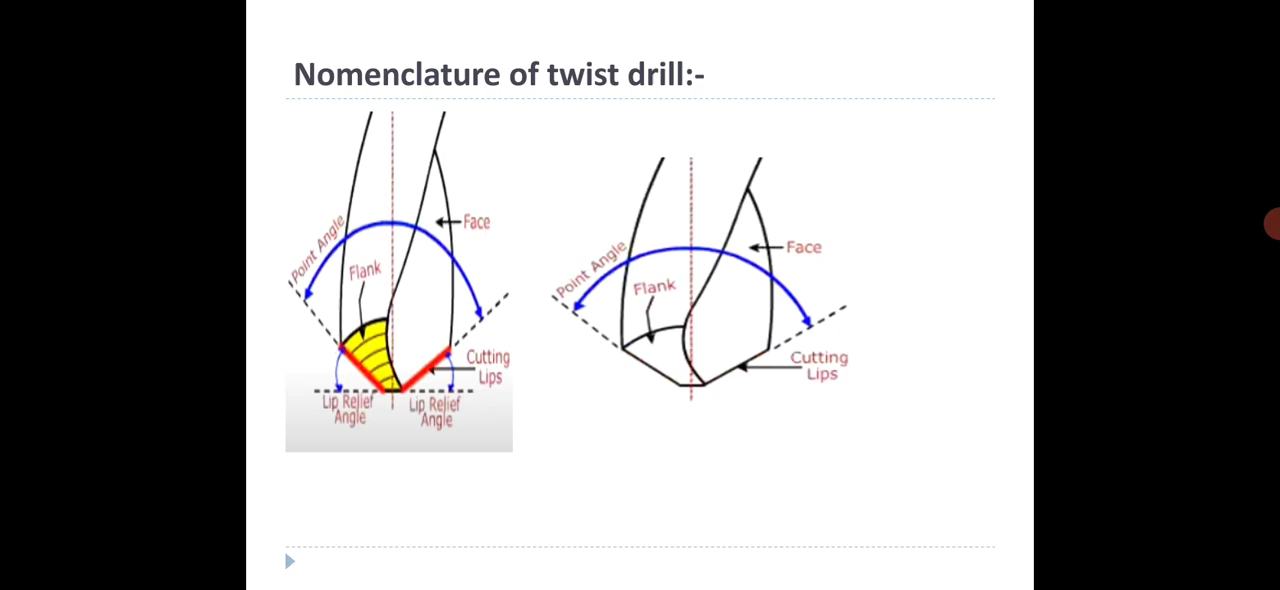 Nomenclature of twist drill:-
Point Angle
Flank
Face
Cutting
Lips
Lip Relief
Angle
Lip Relief
Angle
Point Angle
Flank
Face
Cutting
Lips